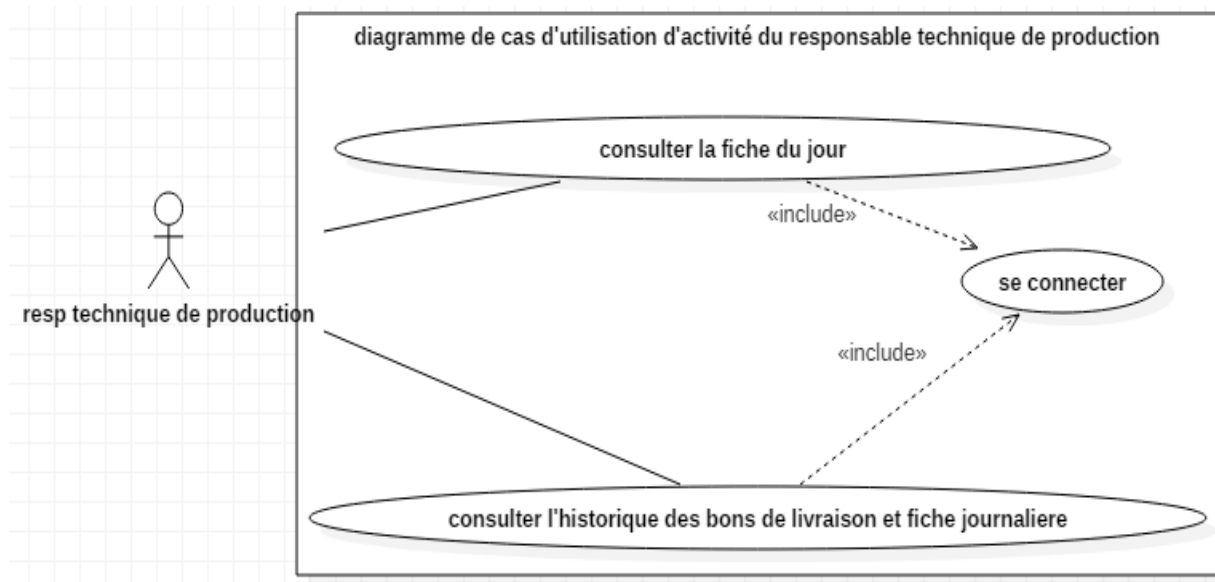 diagramme de cas d'utilisation d'activité du responsable technique de production
consulter la fiche du jour
«include»
se connecter
resp technique de production
«include»
consulter l'historique des bons de livraison et fiche journaliere